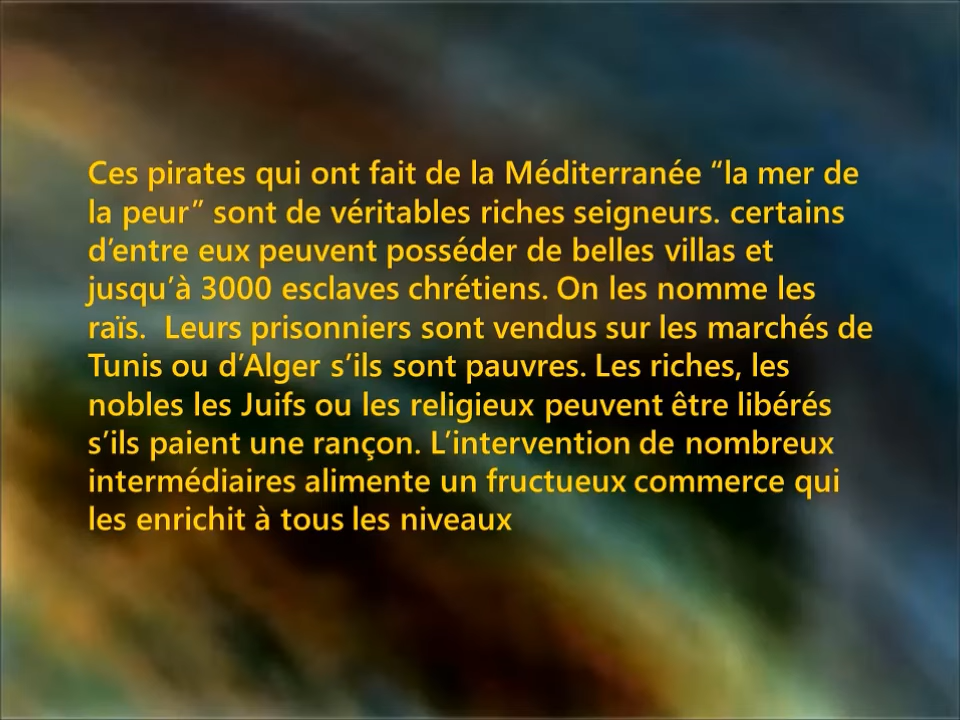 Ces pirates qui ont fait de la Méditerranée “la mer de
la peur” sont de véritables riches seigneurs. certains
d’entre eux peuvent posséder de belles villas et
jusqu’à 3000 esclaves chrétiens. On les nomme les
raïs.  Leurs prisonniers sont vendus sur les marchés de
Tunis ou d’Alger s’ils sont pauvres. Les riches, les
nobles les Juifs ou les religieux peuvent être libérés
s’ils paient une rançon. L’intervention de nombreux
intermédiaires alimente un fructueux commerce qui
les enrichit à tous les niveaux